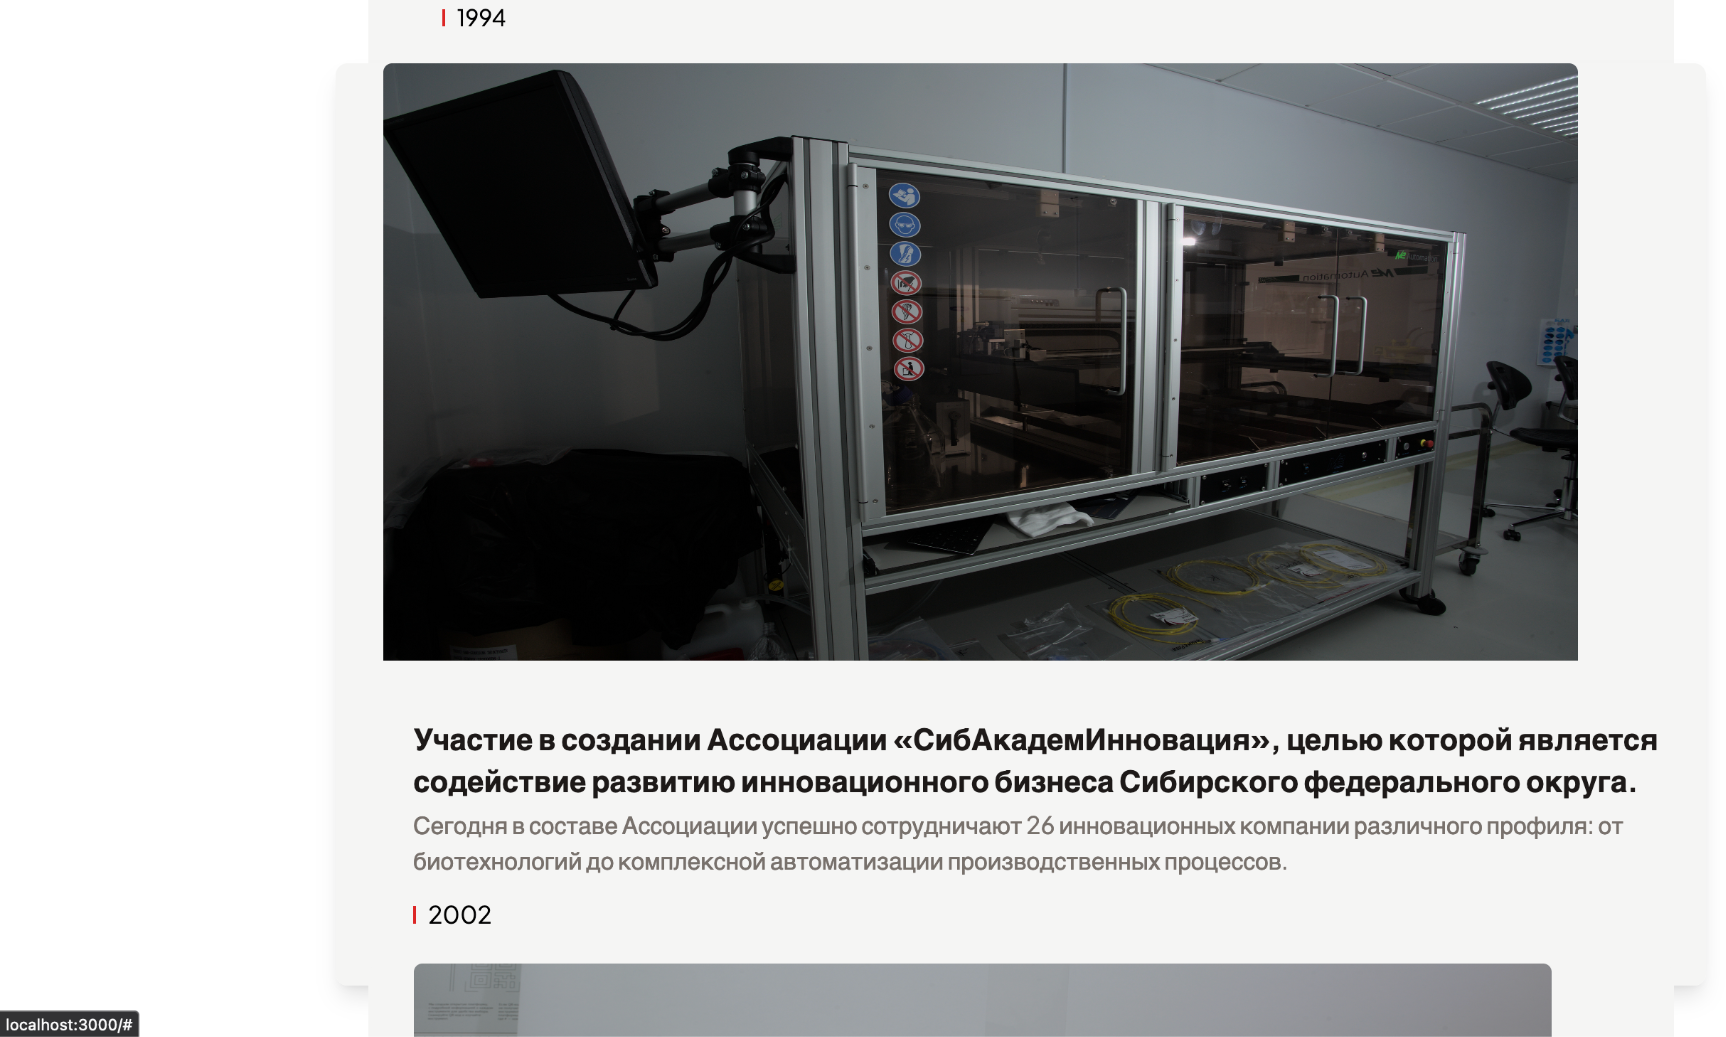 1994
Участие в создании Ассоциации «СибАкадемИнновация», целью которой является
содействие развитию инновационного бизнеса Сибирского федерального округа.
Сегодня в составе Ассоциации успешно сотрудничают 26 инновационных компании различного профиля: от
биотехнологий до комплексной автоматизации производственных процессов.
2002
localhost:3000/#